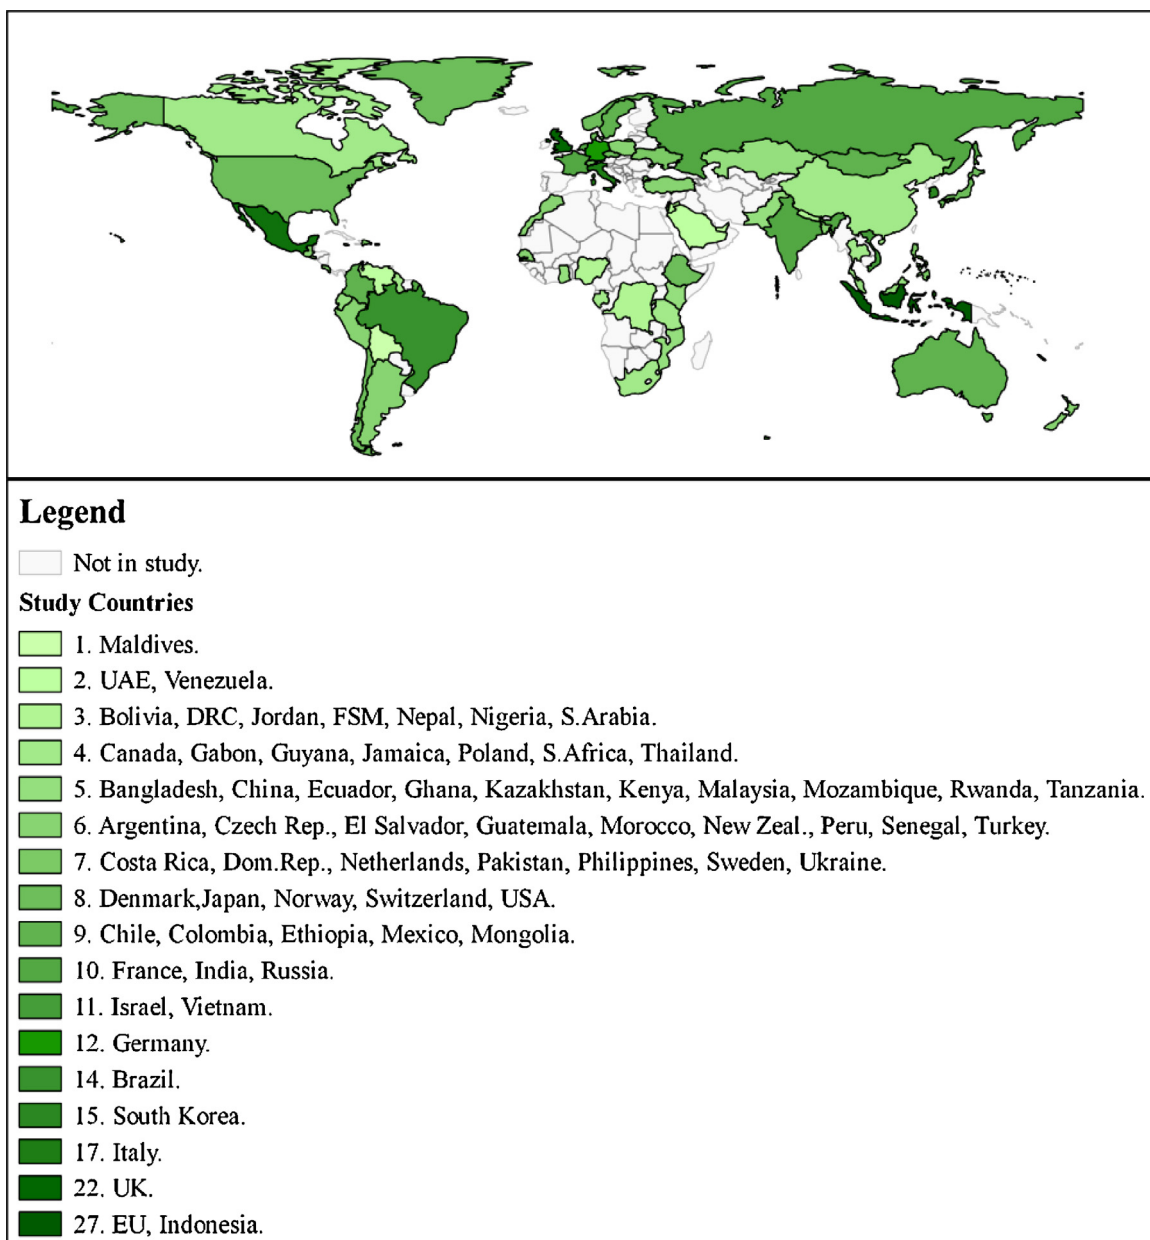 Legend
Not in study.
Study Countries
1. Maldives.
2. UAE, Venezuela.
3. Bolivia, DRC, Jordan, FSM, Nepal, Nigeria, S.Arabia.
4. Canada, Gabon, Guyana, Jamaica, Poland, S.Africa, Thailand.
5. Bangladesh, China, Ecuador, Ghana, Kazakhstan, Kenya, Malaysia, Mozambique, Rwanda, Tanzania.
6. Argentina, Czech Rep., El Salvador, Guatemala, Morocco, New Zeal., Peru, Senegal, Turkey.
7. Costa Rica, Dom.Rep., Netherlands, Pakistan, Philippines, Sweden, Ukraine.
8. Denmark,Japan, Norway, Switzerland, USA.
9. Chile, Colombia, Ethiopia, Mexico, Mongolia.
10. France, India, Russia.
11. Israel, Vietnam.
12. Germany.
14. Brazil.
15. South Korea.
17. Italy.
22. UK.
27. EU, Indonesia.